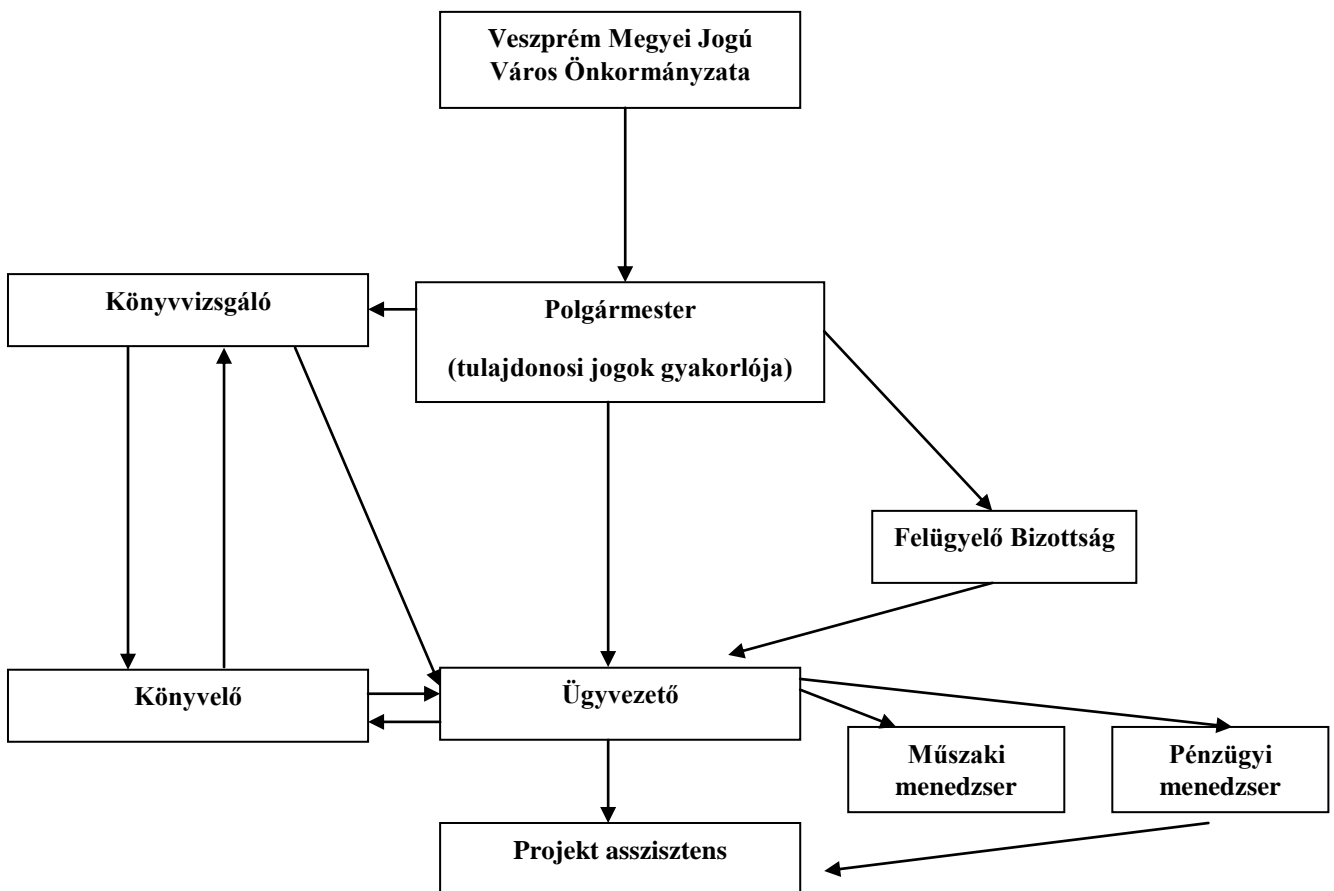 Veszprém Megyei Jogú
Város Önkormányzata
Könyvvizsgáló
Polgármester
(tulajdonosi jogok gyakorlója)
Felügyelő Bizottság
Könyvelő
Ügyvezető
Műszaki
menedzser
Pénzügyi
menedzser
Projekt asszisztens